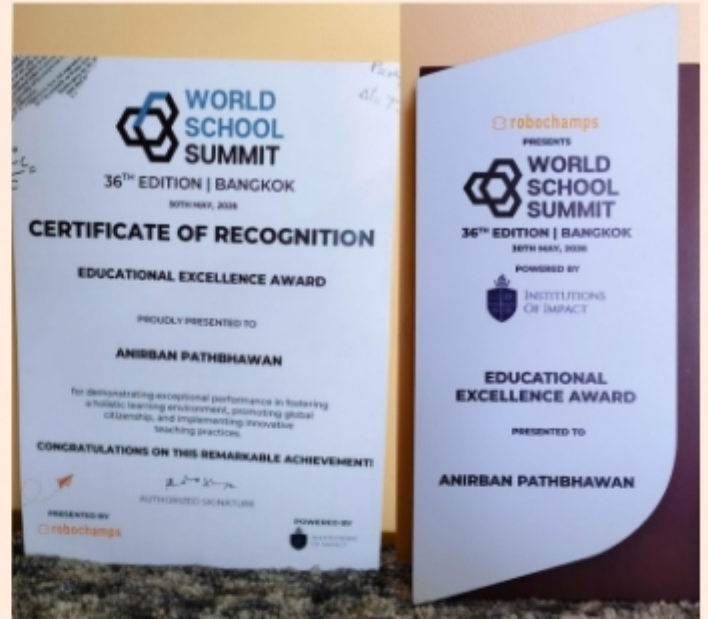 WORLD
SCHOOL
SUMMIT
36TH EDITION | BANGKOK
30TH MAY, 2026
CERTIFICATE OF RECOGNITION
EDUCATIONAL EXCELLENCE AWARD
PROUDLY PRESENTED TO
ANIRBAN PATHBHAWAN
for demonstrating exceptional performance in fostering
a holistic learning environment, promoting global
citizenship, and implementing innovative
teaching practices.
CONGRATULATIONS ON THIS REMARKABLE ACHIEVEMENT!
AUTHORIZED SIGNATURE
PRESENTED BY
robochamps
POWERED BY
INSTITUTIONS
OF IMPACT
robochamps
PRESENTS
WORLD
SCHOOL
SUMMIT
36TH EDITION | BANGKOK
30TH MAY, 2026
POWERED BY
INSTITUTIONS
OF IMPACT
EDUCATIONAL
EXCELLENCE AWARD
PRESENTED TO
ANIRBAN PATHBHAWAN